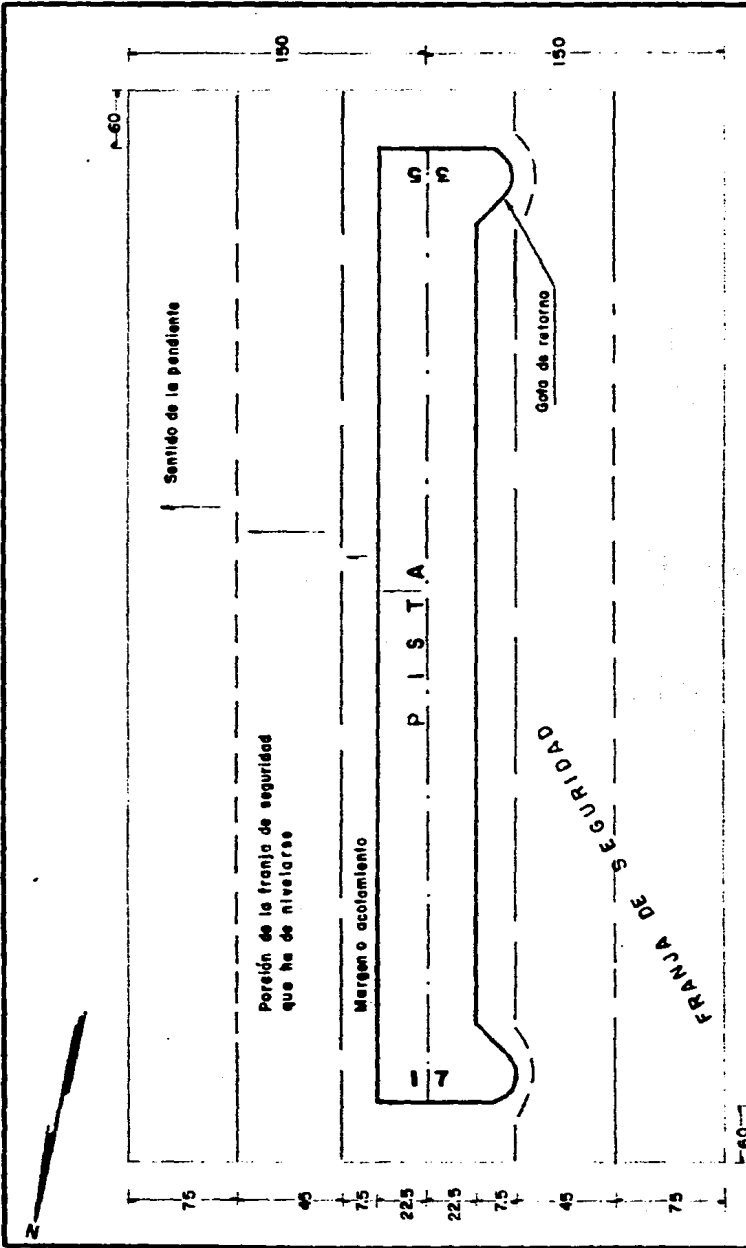 N
60
150
150
Sentido de la pendiente
Porsión de la franja de seguridad
que ha de nivelarse
Margen o acotamiento
P I S T A
17
35
Gota de retorno
FRANJA DE SEGURIDAD
75
45
7.5
22.5
22.5
7.5
45
75
60